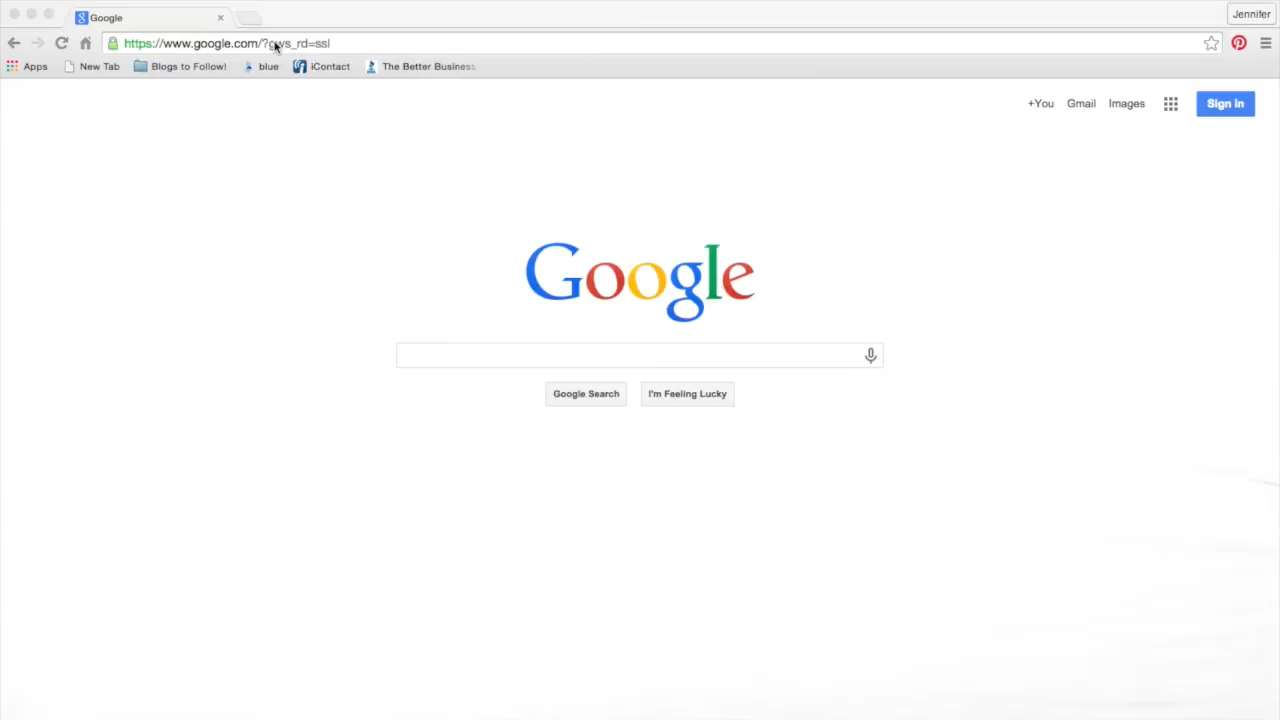 Google
Jennifer
https://www.google.com/?gws_rd=ssl
Apps
New Tab
Blogs to Follow!
blue
iContact
The Better Business
+You
Gmail
Images
Sign in
Google
Google Search
I'm Feeling Lucky